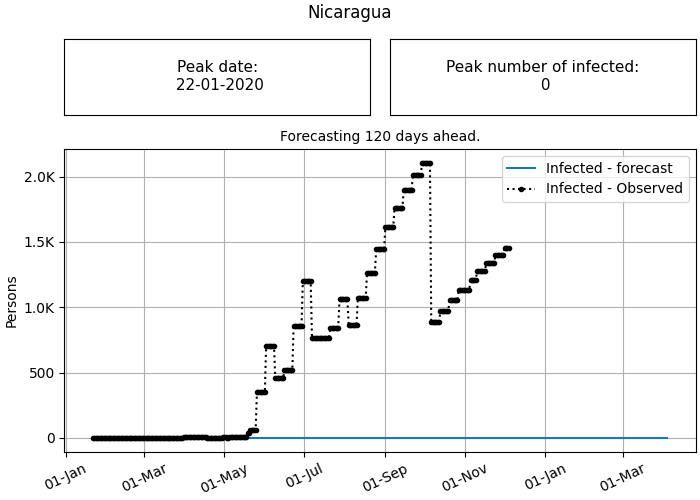 Nicaragua
Peak date:
22-01-2020
Peak number of infected:
0
Forecasting 120 days ahead.
Infected - forecast
Infected - Observed
2.0K
1.5K
1.0K
500
0
Persons
01-Jan
01-Mar
01-May
01-Jul
01-Sep
01-Nov
01-Jan
01-Mar